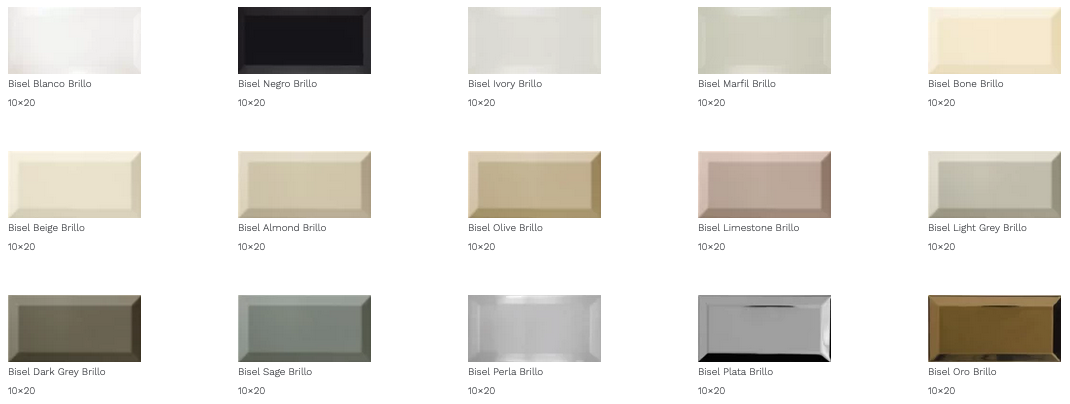 Bisel Blanco Brillo
10×20
Bisel Negro Brillo
10×20
Bisel Ivory Brillo
10×20
Bisel Marfil Brillo
10×20
Bisel Bone Brillo
10×20
Bisel Beige Brillo
10×20
Bisel Almond Brillo
10×20
Bisel Olive Brillo
10×20
Bisel Limestone Brillo
10×20
Bisel Light Grey Brillo
10×20
Bisel Dark Grey Brillo
10×20
Bisel Sage Brillo
10×20
Bisel Perla Brillo
10×20
Bisel Plata Brillo
10×20
Bisel Oro Brillo
10×20